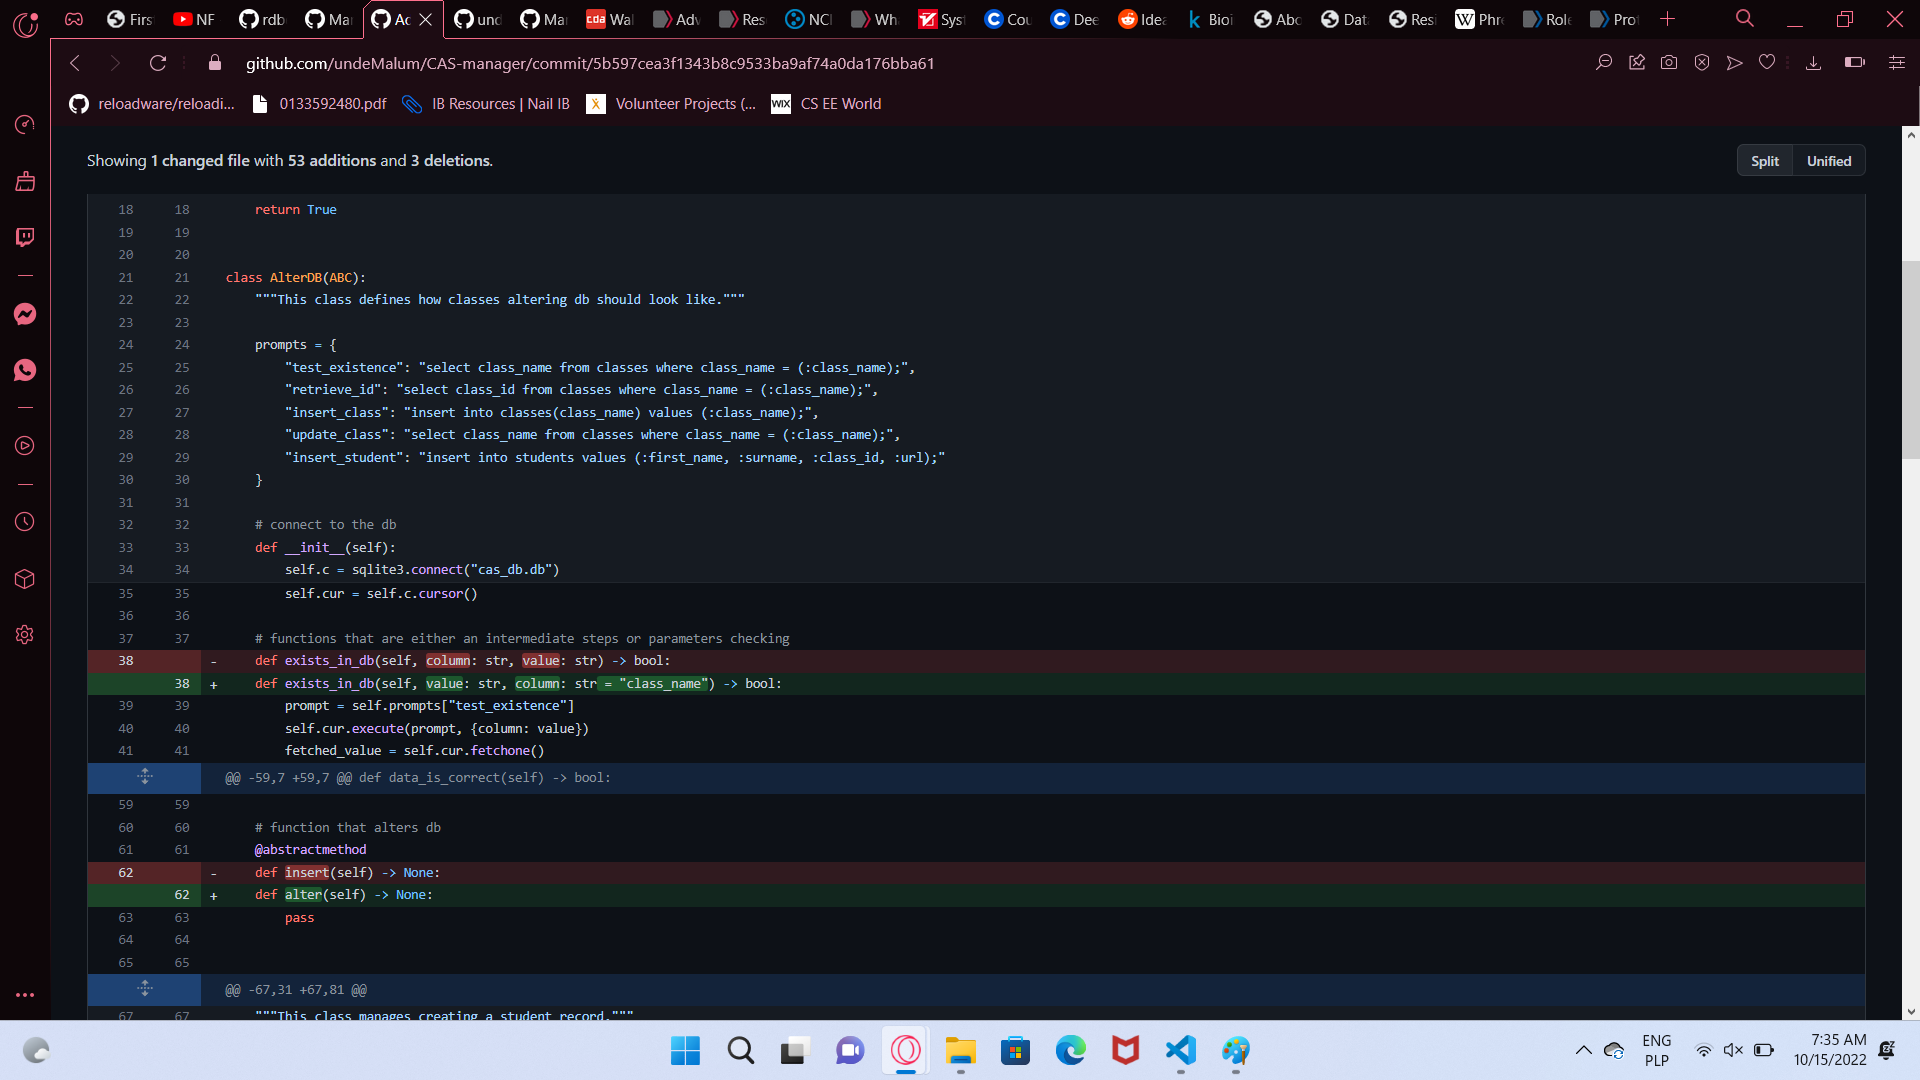 Firs
NF
rdb
Mar
Ac
und
Mar
cda Wal
Adv
Res
NCI
Wh
Syst
Cou
Dee
Idea
Bioi
Abo
Data
Resi
W Phre
Role
Prot
github.com/undeMalum/CAS-manager/commit/5b597cea3f1343b8c9533ba9af74a0da176bba61
reloadware/reloadi...
0133592480.pdf
IB Resources | Nail IB
Volunteer Projects (...
WIX CS EE World
Showing 1 changed file with 53 additions and 3 deletions.
Split Unified
18 18 return True
19 19
20 20
21 21 class AlterDB(ABC):
22 22 """This class defines how classes altering db should look like."""
23 23
24 24 prompts = {
25 25 "test_existence": "select class_name from classes where class_name = (:class_name);",
26 26 "retrieve_id": "select class_id from classes where class_name = (:class_name);",
27 27 "insert_class": "insert into classes(class_name) values (:class_name);",
28 28 "update_class": "select class_name from classes where class_name = (:class_name);",
29 29 "insert_student": "insert into students values (:first_name, :surname, :class_id, :url);"
30 30 }
31 31
32 32 # connect to the db
33 33 def __init__(self):
34 34 self.c = sqlite3.connect("cas_db.db")
35 35 self.cur = self.c.cursor()
36 36
37 37 # functions that are either an intermediate steps or parameters checking
38 - def exists_in_db(self, column: str, value: str) -> bool:
38 + def exists_in_db(self, value: str, column: str = "class_name") -> bool:
39 39 prompt = self.prompts["test_existence"]
40 40 self.cur.execute(prompt, {column: value})
41 41 fetched_value = self.cur.fetchone()
@@ -59,7 +59,7 @@ def data_is_correct(self) -> bool:
59 59
60 60 # function that alters db
61 61 @abstractmethod
62 - def insert(self) -> None:
62 + def alter(self) -> None:
63 63 pass
64 64
65 65
@@ -67,31 +67,81 @@
67 67 """This class manages creating a student record."""
ENG
PLP
7:35 AM
10/15/2022